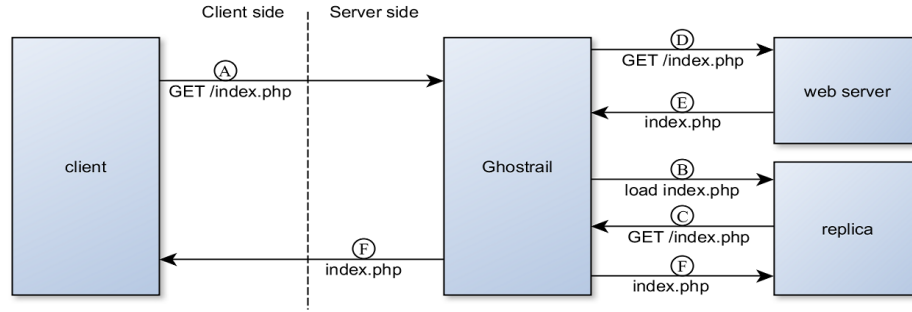 Client side
Server side
A
GET /index.php
D
GET /index.php
E
index.php
web server
client
Ghostrail
B
load index.php
C
GET /index.php
replica
F
index.php
F
index.php